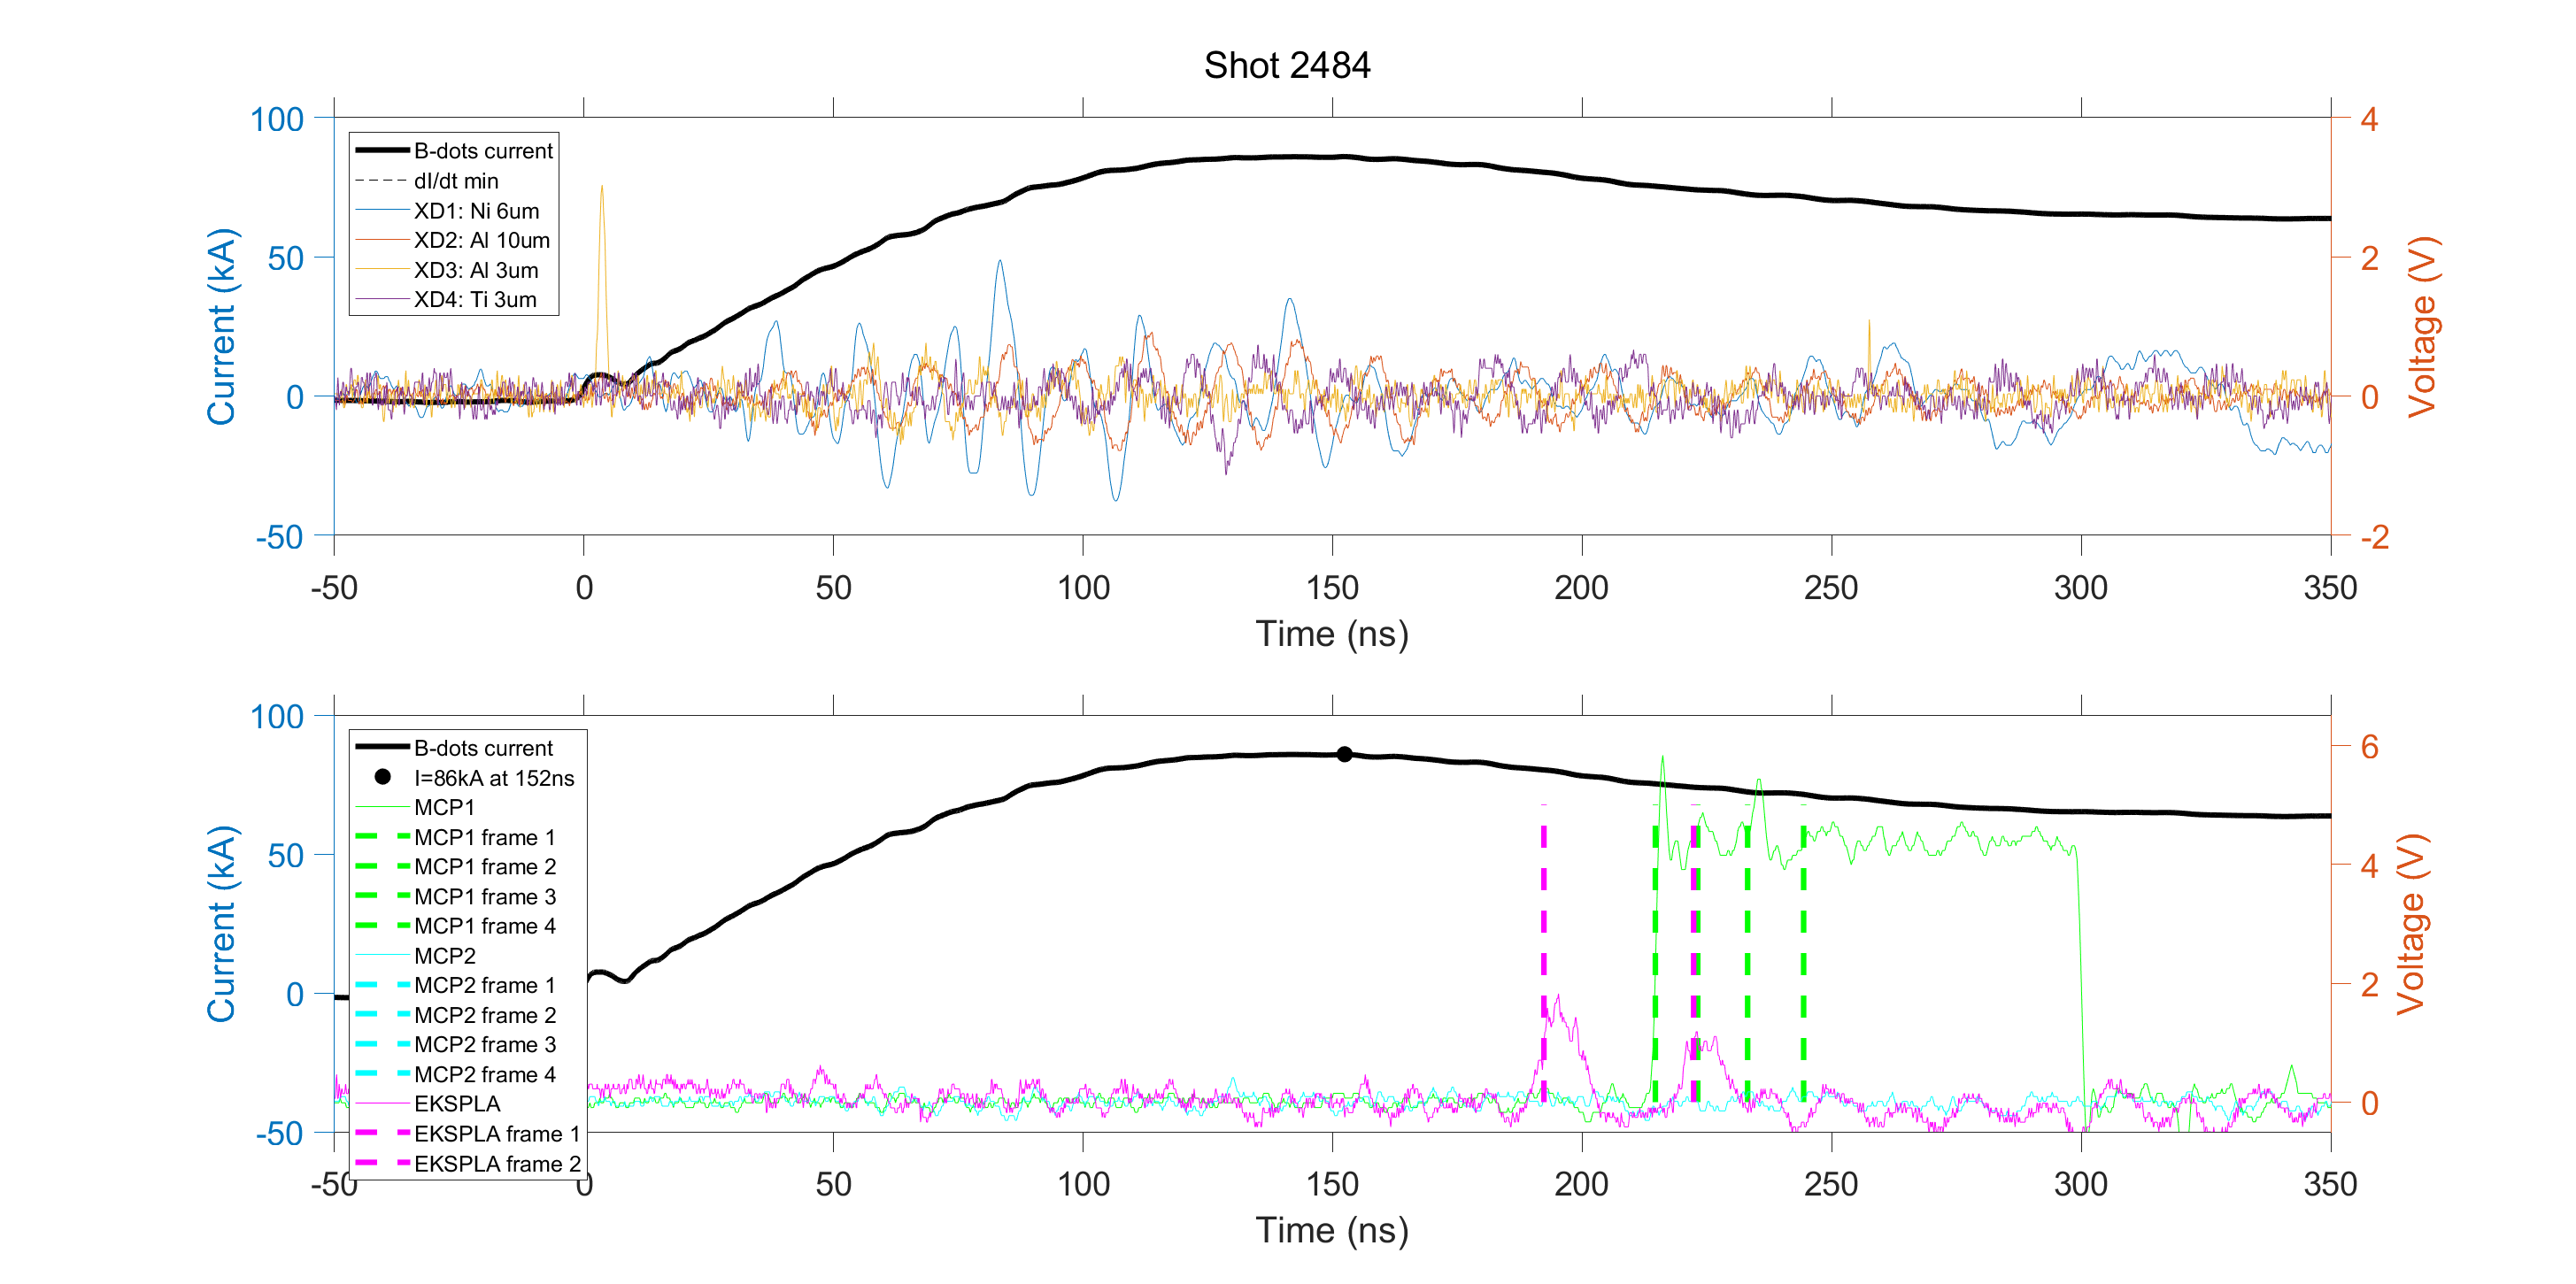 Shot 2484
100
50
0
-50
Current (kA)
B-dots current
dI/dt min
XD1: Ni 6um
XD2: Al 10um
XD3: Al 3um
XD4: Ti 3um
4
2
0
-2
Voltage (V)
-50 0 50 100 150 200 250 300 350
Time (ns)
100
50
0
-50
Current (kA)
B-dots current
I=86kA at 152ns
MCP1
MCP1 frame 1
MCP1 frame 2
MCP1 frame 3
MCP1 frame 4
MCP2
MCP2 frame 1
MCP2 frame 2
MCP2 frame 3
MCP2 frame 4
EKSPLA
EKSPLA frame 1
EKSPLA frame 2
6
4
2
0
Voltage (V)
-50 0 50 100 150 200 250 300 350
Time (ns)